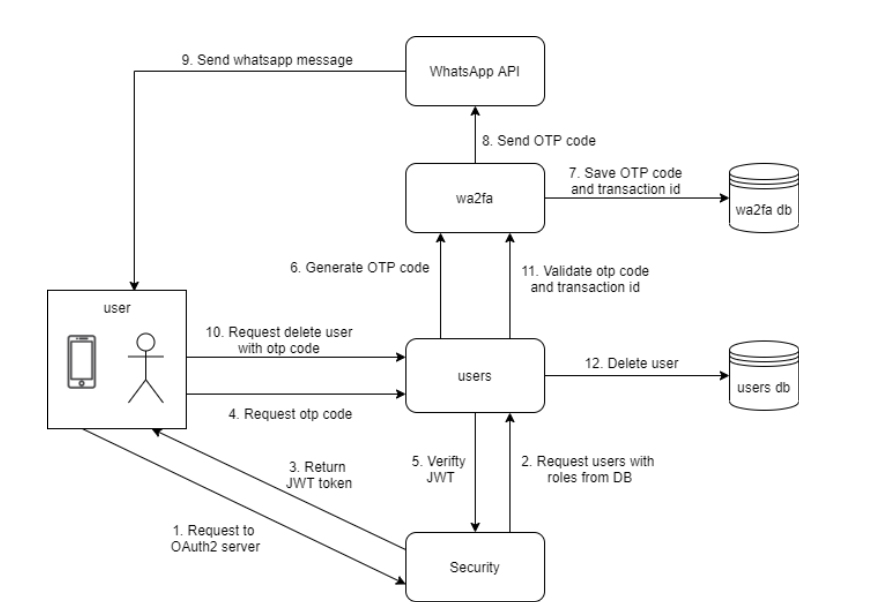 9. Send whatsapp message
WhatsApp API
8. Send OTP code
7. Save OTP code
and transaction id
wa2fa
wa2fa db
6. Generate OTP code
11. Validate otp code
and transaction id
user
10. Request delete user
with otp code
users
12. Delete user
users db
4. Request otp code
3. Return
JWT token
5. Verifty
JWT
2. Request users with
roles from DB
1. Request to
OAuth2 server
Security